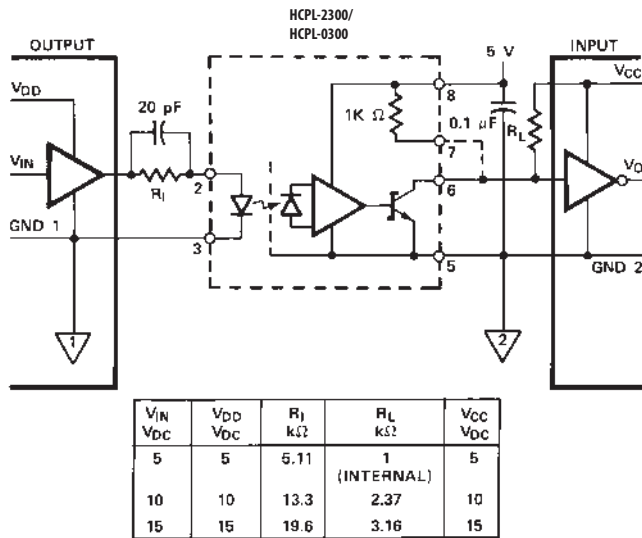 HCPL-2300/
HCPL-0300
OUTPUT
5 V
INPUT
VDD
VCC
20 pF
8
1K Ω
0.1 µF
RL
7
VIN
RI
2
6
VO
GND 1
3
5
GND 2
1
2
VIN
VDC
VDD
VDC
RI
kΩ
RL
kΩ
VCC
VDC
5 5 5.11 1 5
(INTERNAL)
10 10 13.3 2.37 10
15 15 19.6 3.16 15